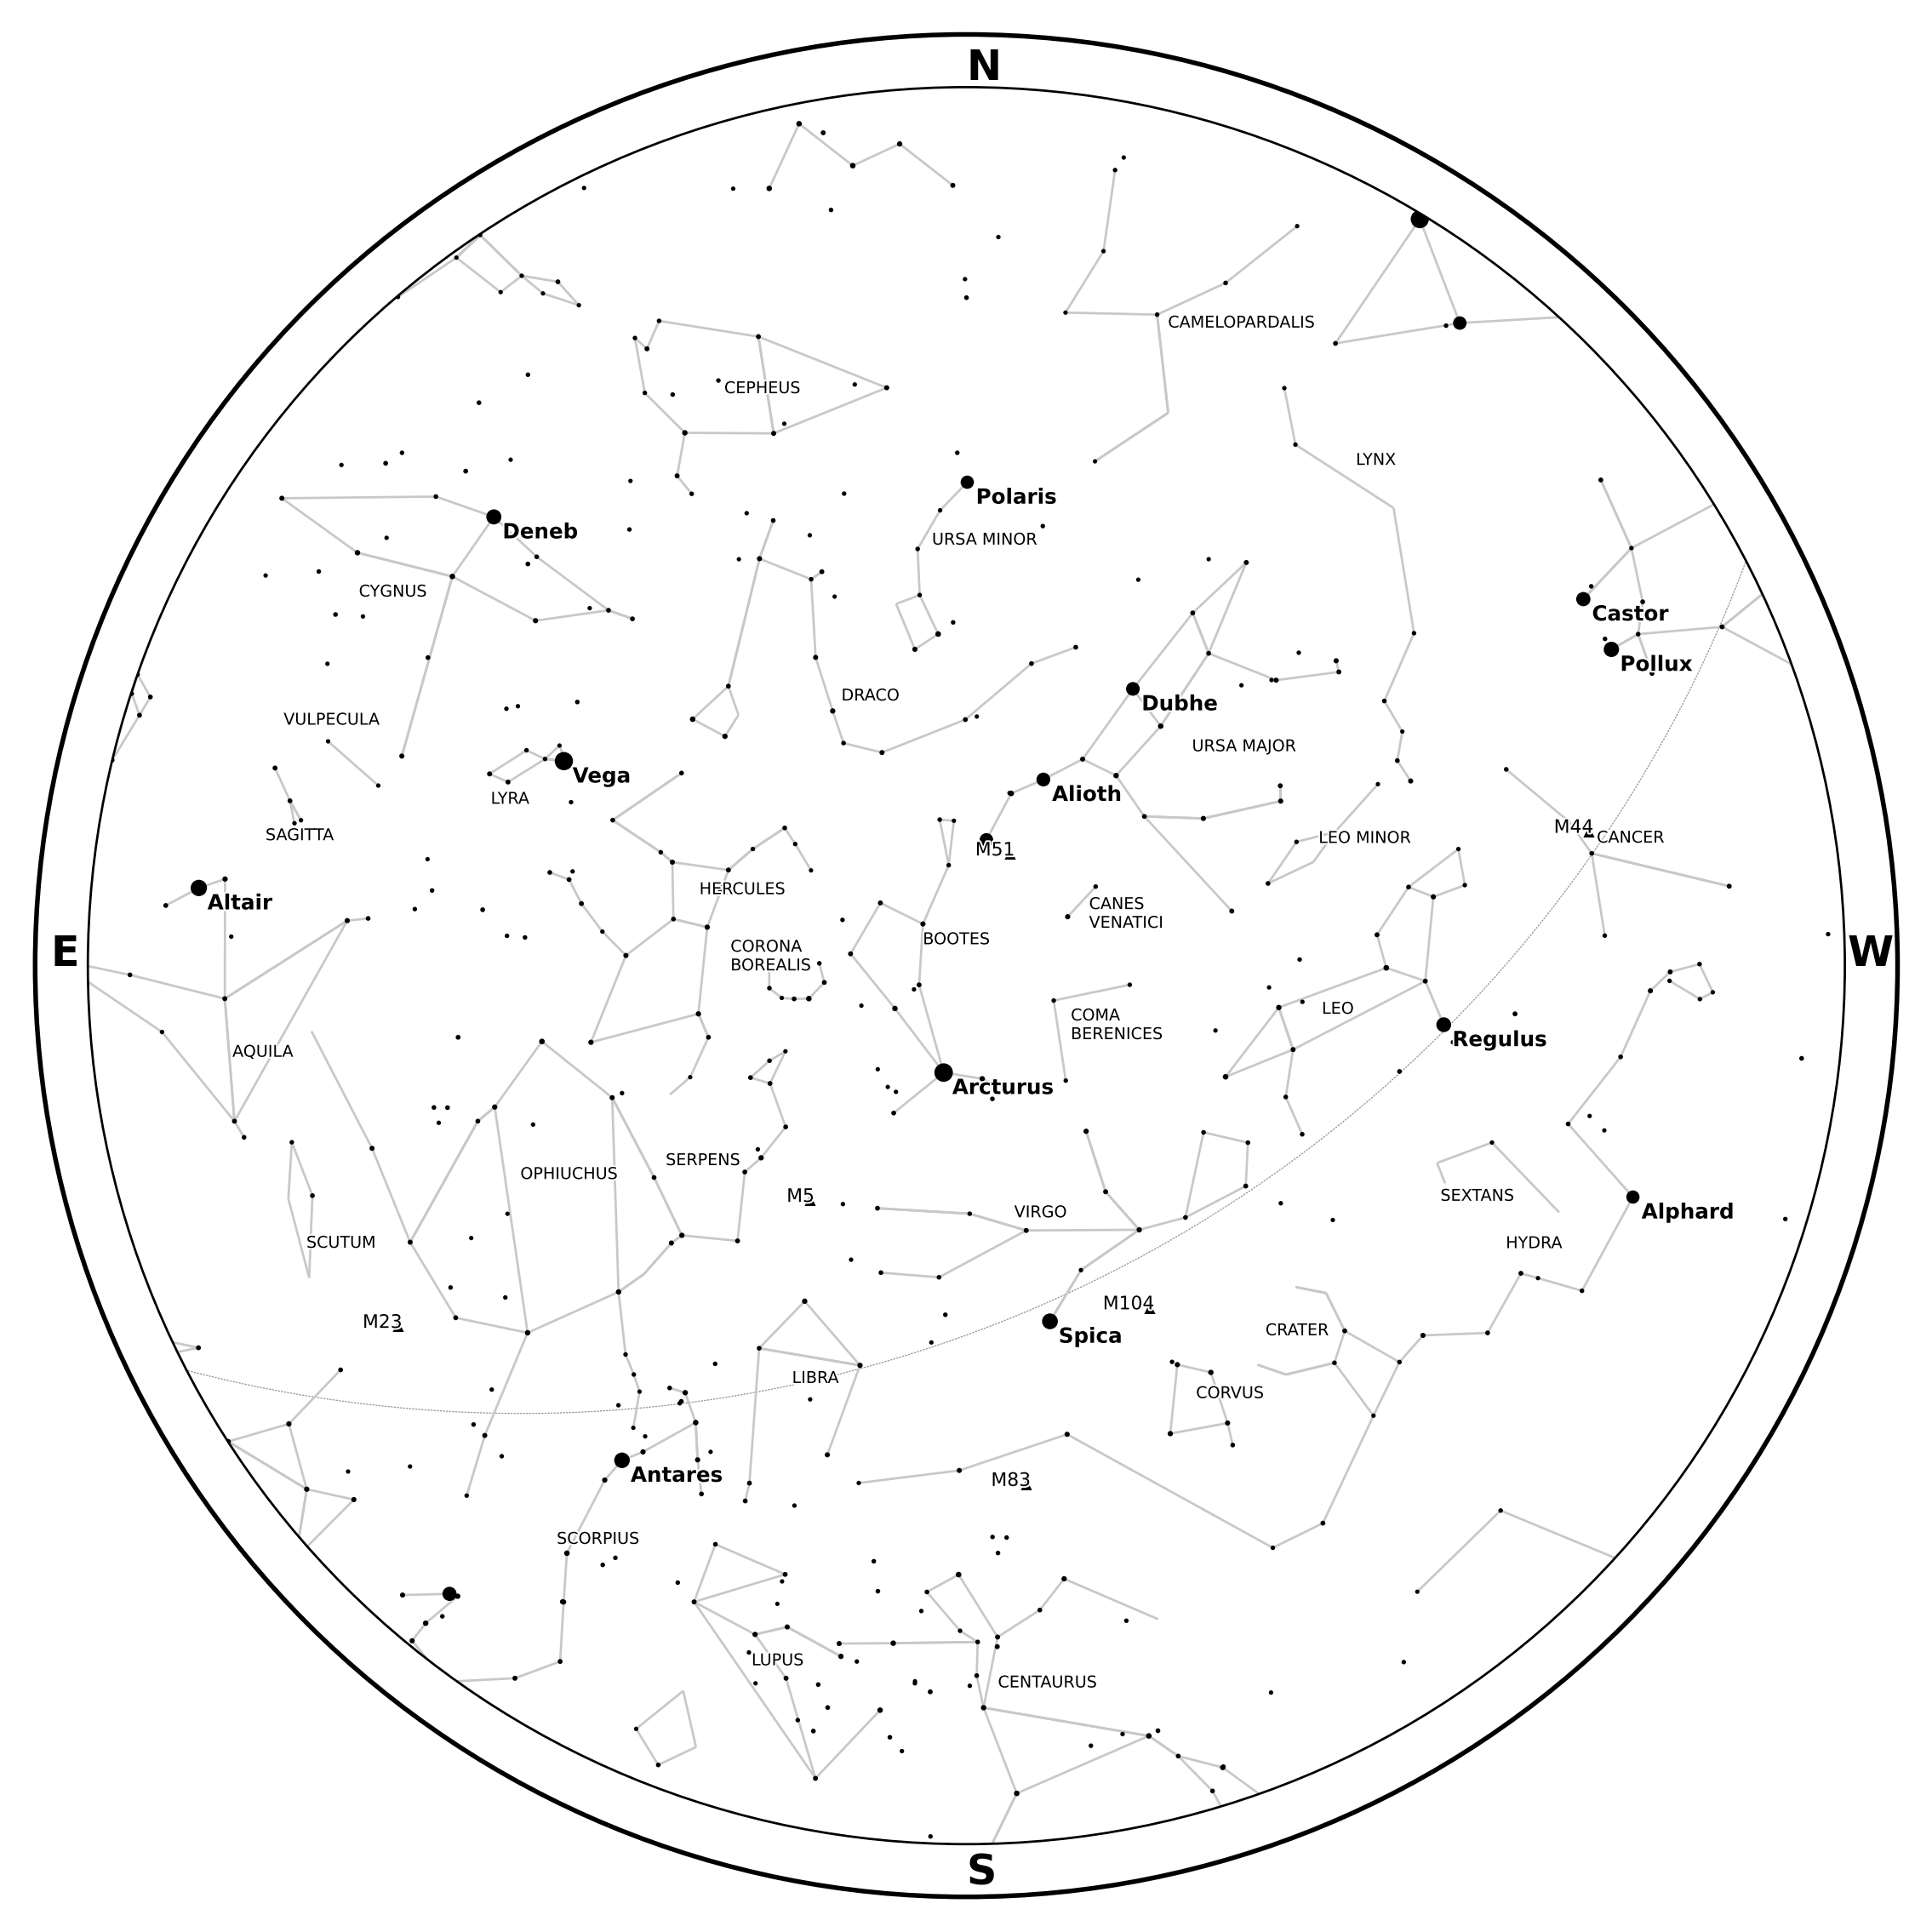 N
CAMELOPARDALIS
CEPHEUS
LYNX
Polaris
Deneb
URSA MINOR
CYGNUS
Castor
Pollux
DRACO
Dubhe
VULPECULA
URSA MAJOR
Vega
LYRA
Alioth
SAGITTA
M44
CANCER
LEO MINOR
M51
HERCULES
Altair
CANES
VENATICI
BOOTES
CORONA
BOREALIS
E
W
LEO
COMA
BERENICES
Regulus
AQUILA
Arcturus
SERPENS
OPHIUCHUS
M5
SEXTANS
VIRGO
Alphard
SCUTUM
HYDRA
M104
M23
CRATER
Spica
LIBRA
CORVUS
Antares
M83
SCORPIUS
LUPUS
CENTAURUS
S